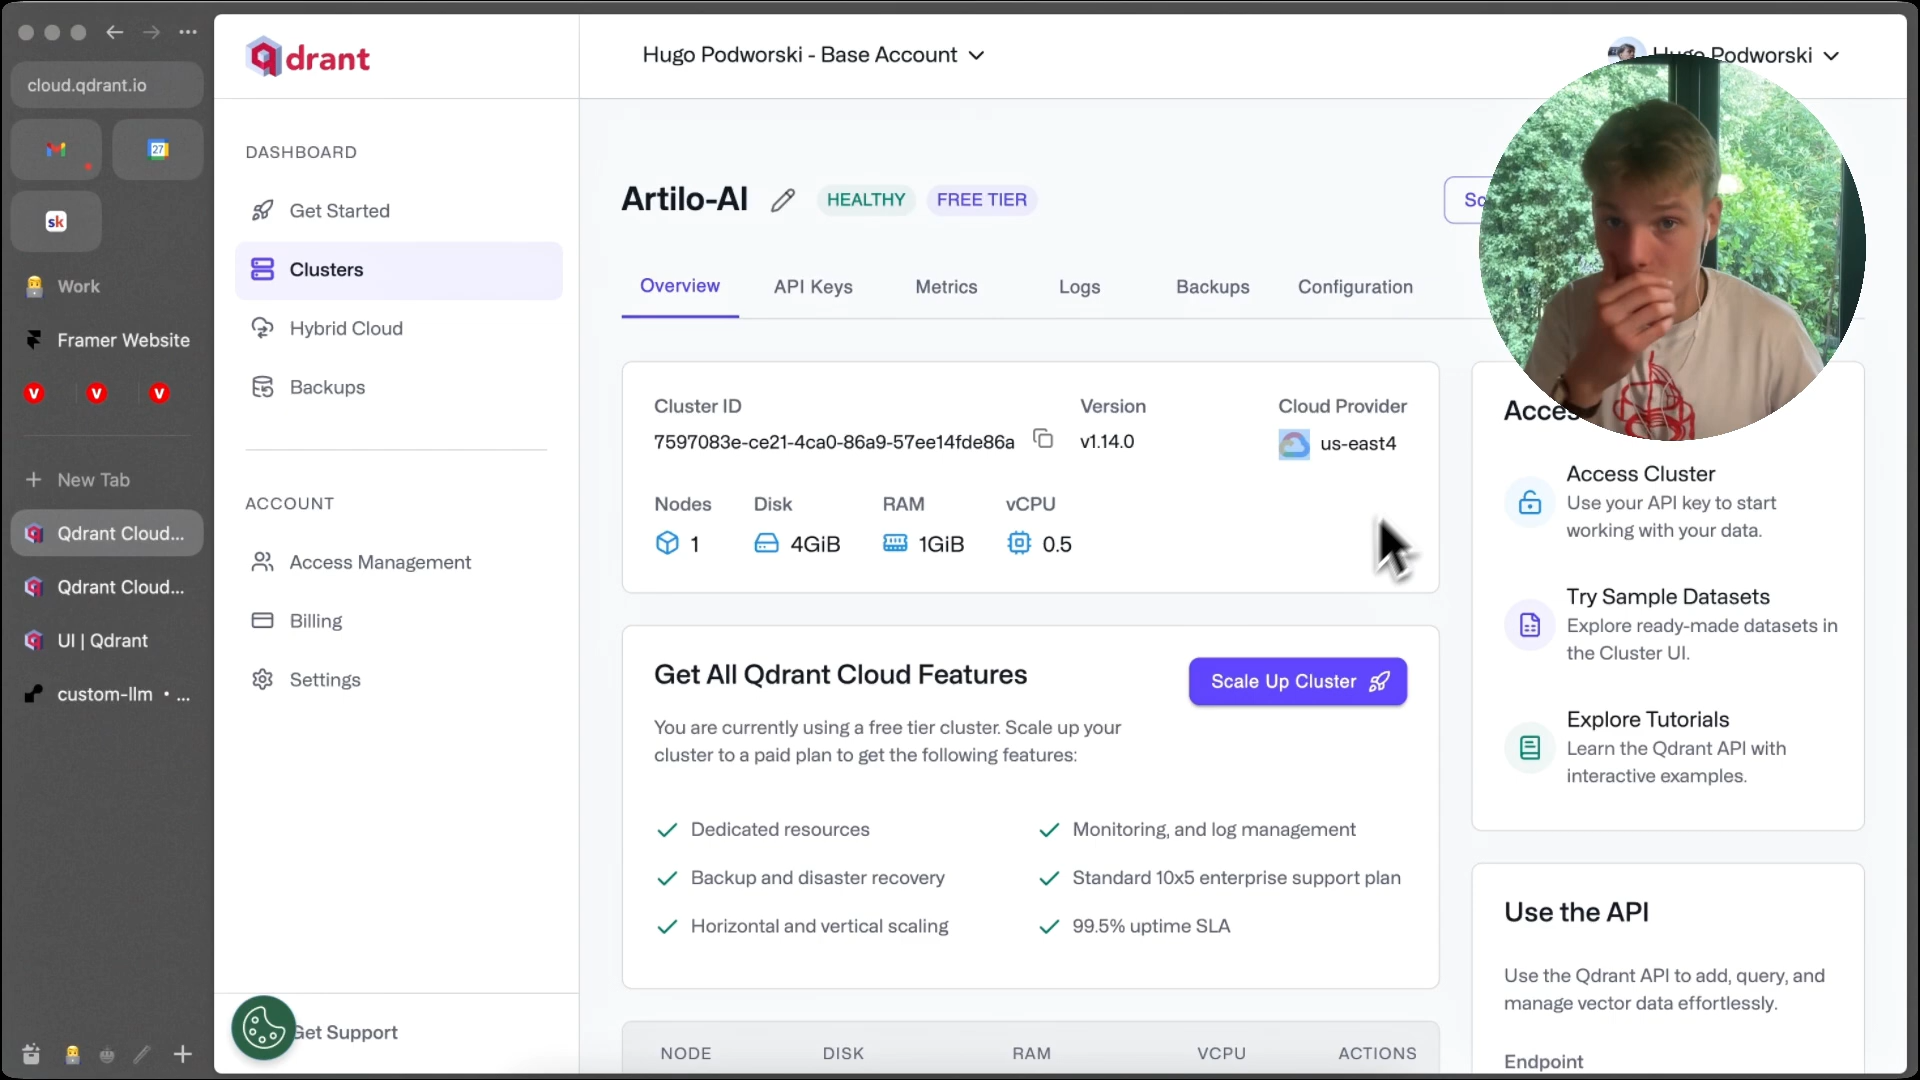 cloud.qdrant.io
27
sk
Work
Framer Website
V
V
V
New Tab
Qdrant Cloud...
Qdrant Cloud...
UI | Qdrant
custom-llm • ...
qdrant
DASHBOARD
Get Started
Clusters
Hybrid Cloud
Backups
ACCOUNT
Access Management
Billing
Settings
Get Support
Hugo Podworski - Base Account
Hugo Podworski
Artilo-AI
HEALTHY
FREE TIER
Overview
API Keys
Metrics
Logs
Backups
Configuration
Cluster ID
7597083e-ce21-4ca0-86a9-57ee14fde86a
Version
v1.14.0
Cloud Provider
us-east4
Nodes
1
Disk
4GiB
RAM
1GiB
vCPU
0.5
Get All Qdrant Cloud Features
Scale Up Cluster
You are currently using a free tier cluster. Scale up your
cluster to a paid plan to get the following features:
Dedicated resources
Monitoring, and log management
Backup and disaster recovery
Standard 10x5 enterprise support plan
Horizontal and vertical scaling
99.5% uptime SLA
NODE
DISK
RAM
VCPU
ACTIONS
Access Cluster
Use your API key to start
working with your data.
Try Sample Datasets
Explore ready-made datasets in
the Cluster UI.
Explore Tutorials
Learn the Qdrant API with
interactive examples.
Use the API
Use the Qdrant API to add, query, and
manage vector data effortlessly.
Endpoint